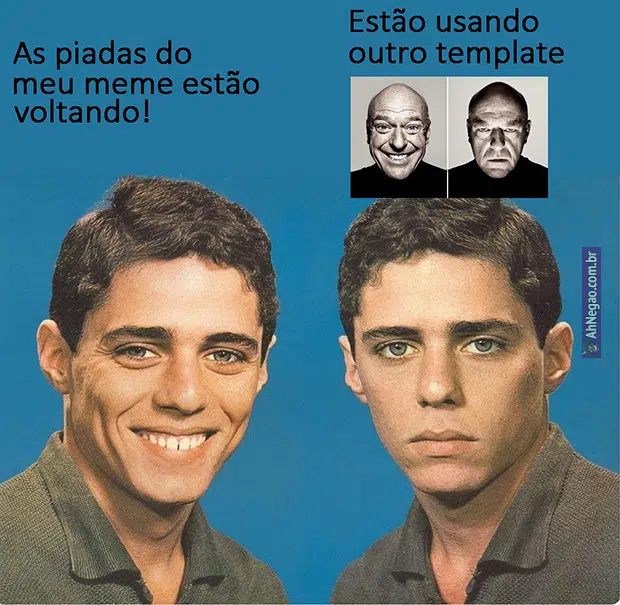 As piadas do
meu meme estão
voltando!
Estão usando
outro template
AhNegao.com.br